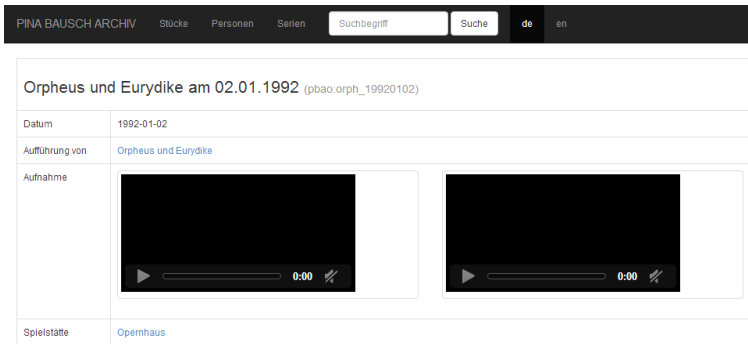 PINA BAUSCH ARCHIV Stücke Personen Serien Suchbegriff Suche de en
Orpheus und Eurydike am 02.01.1992 (pbao:orph_19920102)
Datum 1992-01-02
Aufführung von Orpheus und Eurydike
Aufnahme
0:00 0:00
Spielstätte Opernhaus